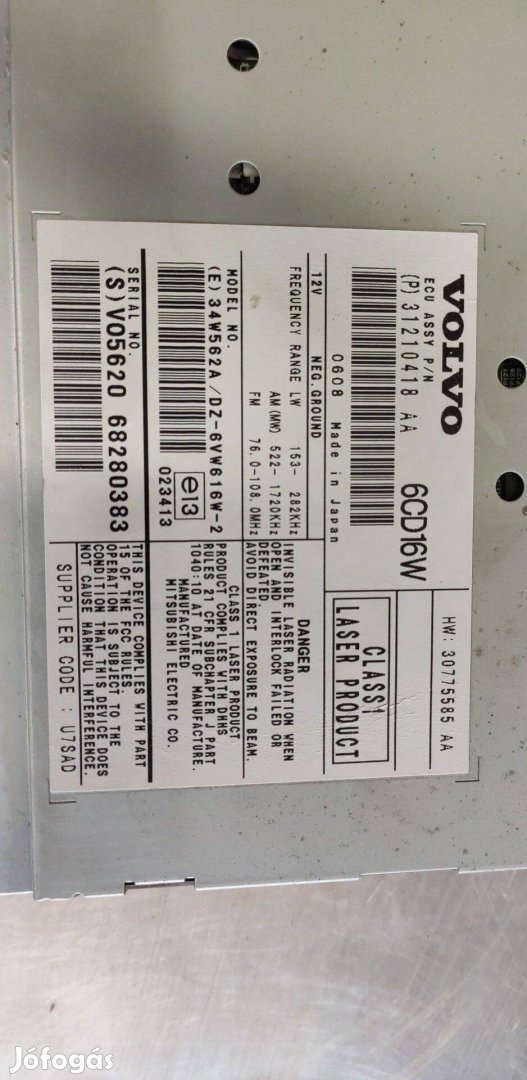 VOLVO
ECU ASSY P/N
(P) 31210418 AA
6CD16W
HW: 30775585 AA
0608 Made in Japan
CLASS1
LASER PRODUCT
12V NEG.GROUND
FREQUENCY RANGE LW 153- 282KHz
AM(MW) 522- 1720KHz
FM 76.0-108.0MHz
DANGER
INVISIBLE LASER RADIATION WHEN
OPEN AND INTERLOCK FAILED OR
DEFEATED.
AVOID DIRECT EXPOSURE TO BEAM.
MODEL NO.
(E) 34W562A/DZ-6VW616W-2
e13
023413
CLASS 1 LASER PRODUCT
PRODUCT COMPLIES WITH DHHS
RULES 21 CFR SUBCHAPTER J PART
1040:10 AT DATE OF MANUFACTURE.
MANUFACTURED
MITSUBISHI ELECTRIC CO.
SERIAL NO.
(S) VO5620 68280383
THIS DEVICE COMPLIES WITH PART
15 OF THE FCC RULES
OPERATION IS SUBJECT TO THE
CONDITION THAT THIS DEVICE DOES
NOT CAUSE HARMFUL INTERFERENCE.
SUPPLIER CODE : U7SAD
Jófogás